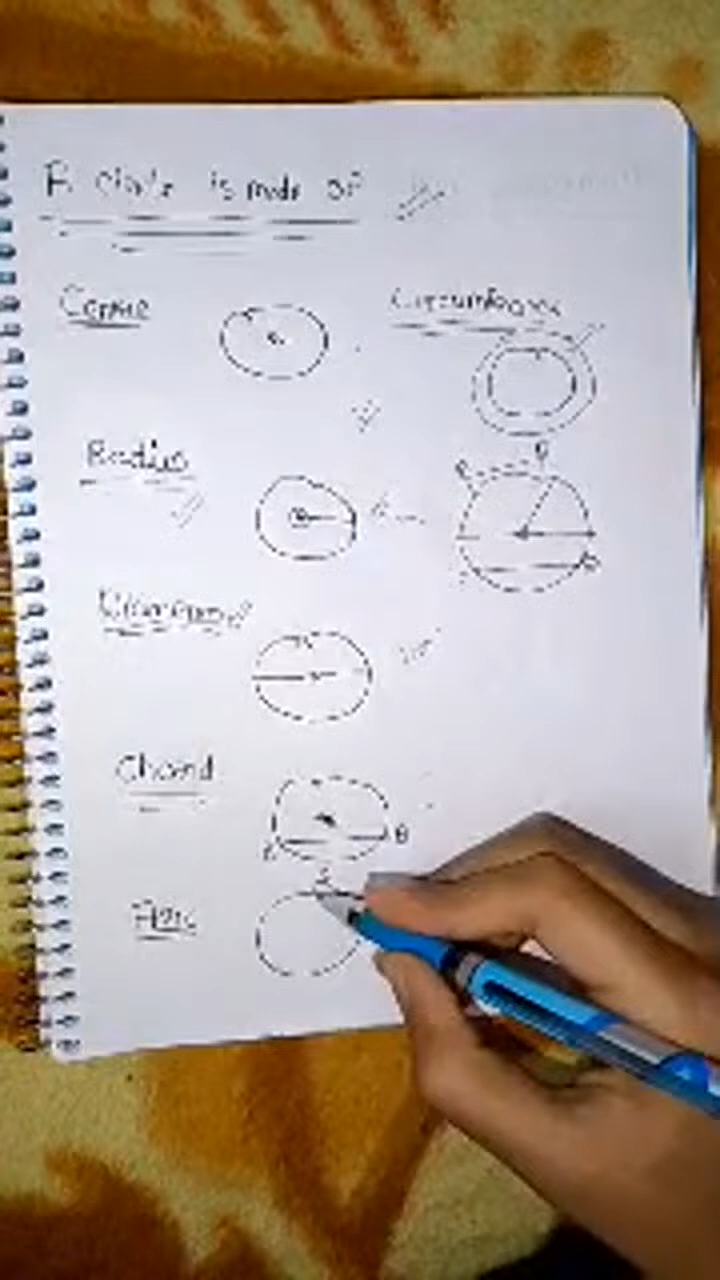 A circle is made of
Centre
Circumference
Radius
Diameter
Chord
B
Arc